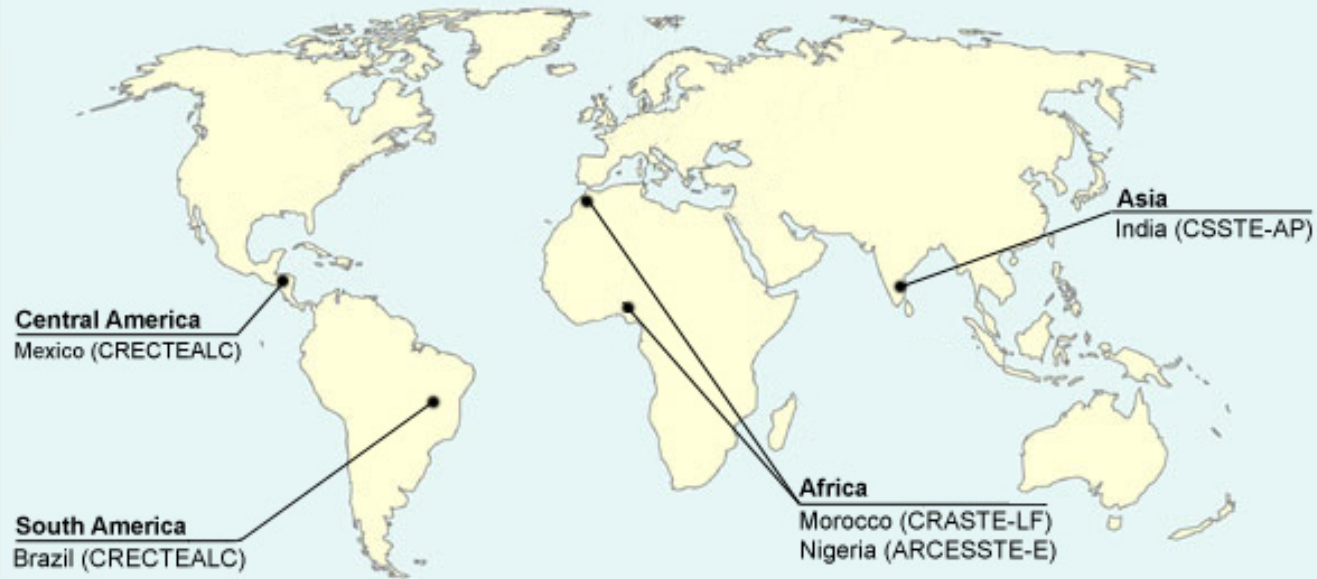 Asia
India (CSSTE-AP)
Central America
Mexico (CRECTEALC)
Africa
Morocco (CRASTE-LF)
Nigeria (ARCESSTE-E)
South America
Brazil (CRECTEALC)